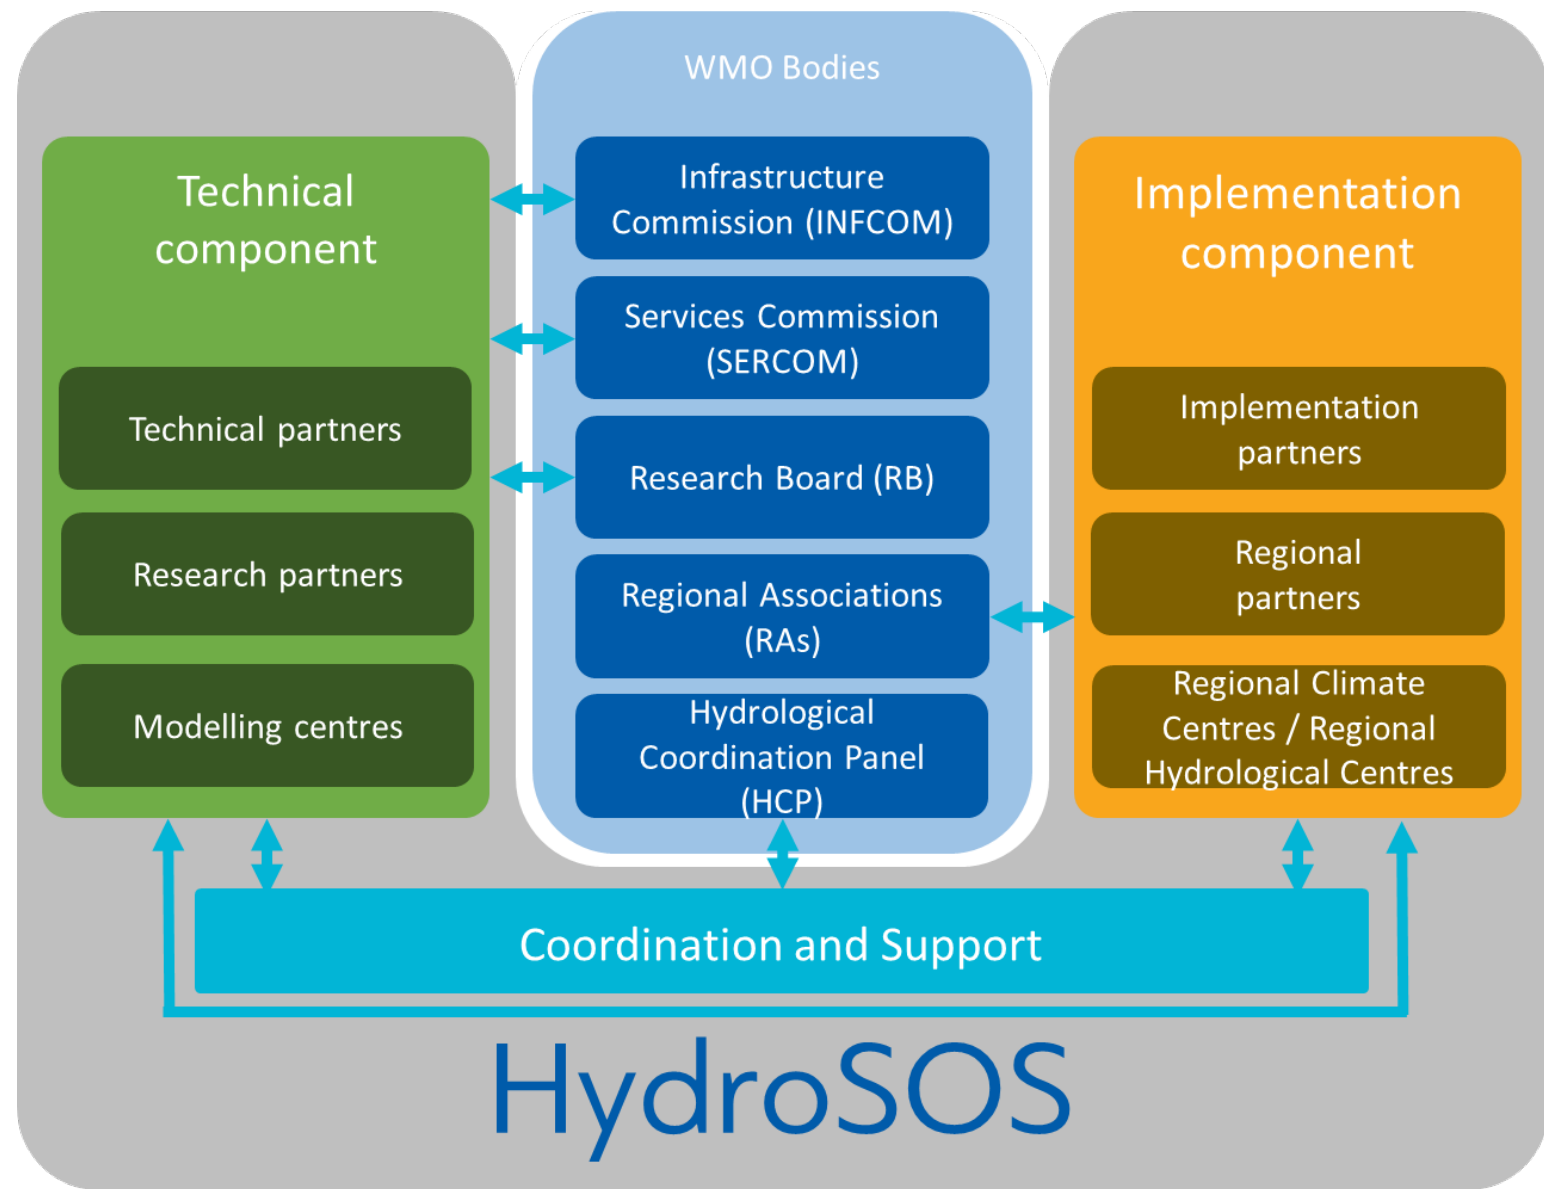 WMO Bodies
Technical
component
Technical partners
Research partners
Modelling centres
Infrastructure
Commission (INFCOM)
Services Commission
(SERCOM)
Research Board (RB)
Regional Associations
(RAs)
Hydrological
Coordination Panel
(HCP)
Implementation
component
Implementation
partners
Regional
partners
Regional Climate
Centres / Regional
Hydrological Centres
Coordination and Support
HydroSOS